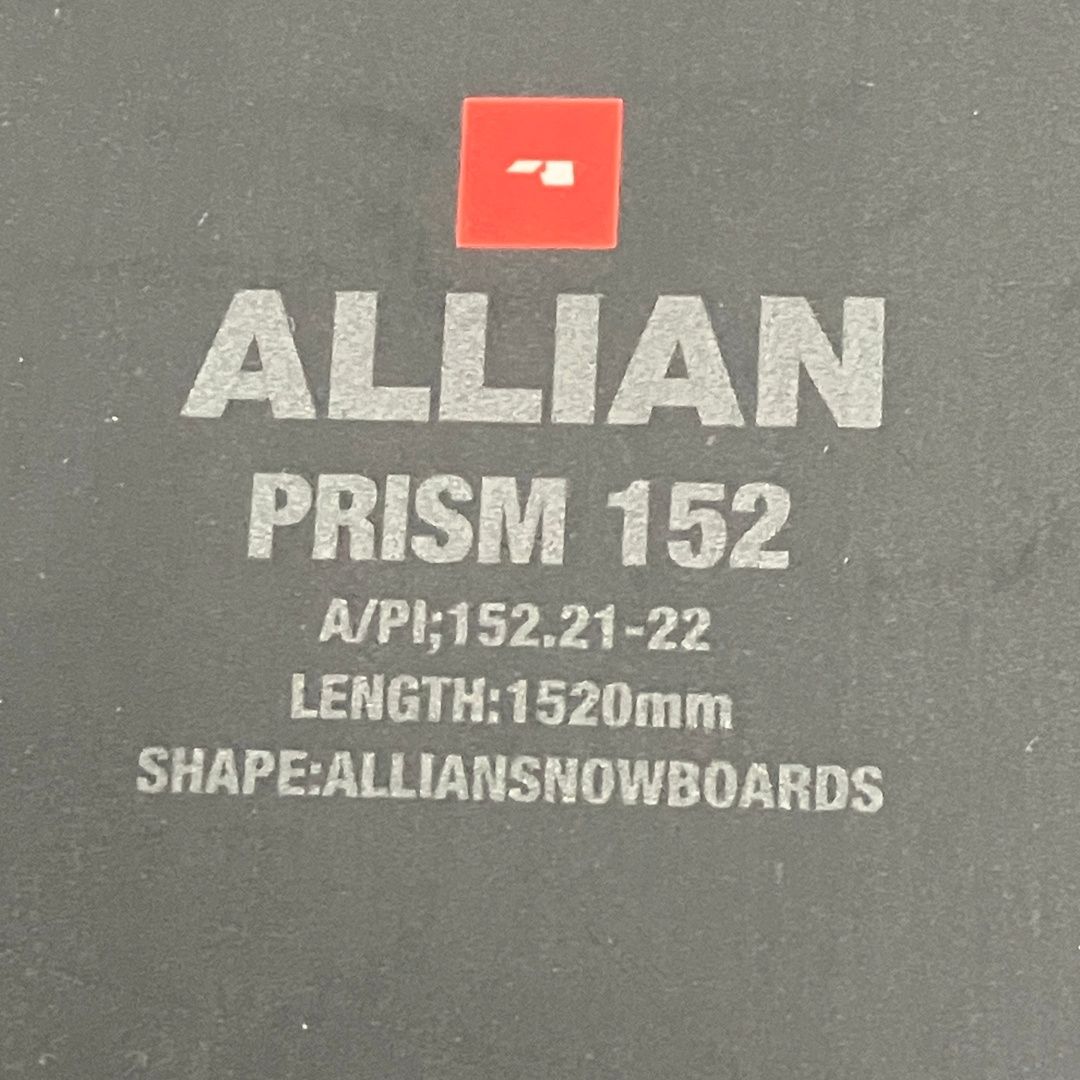 ALLIAN
PRISM 152
A/PI;152.21-22
LENGTH:1520mm
SHAPE:ALLIANSNOWBOARDS